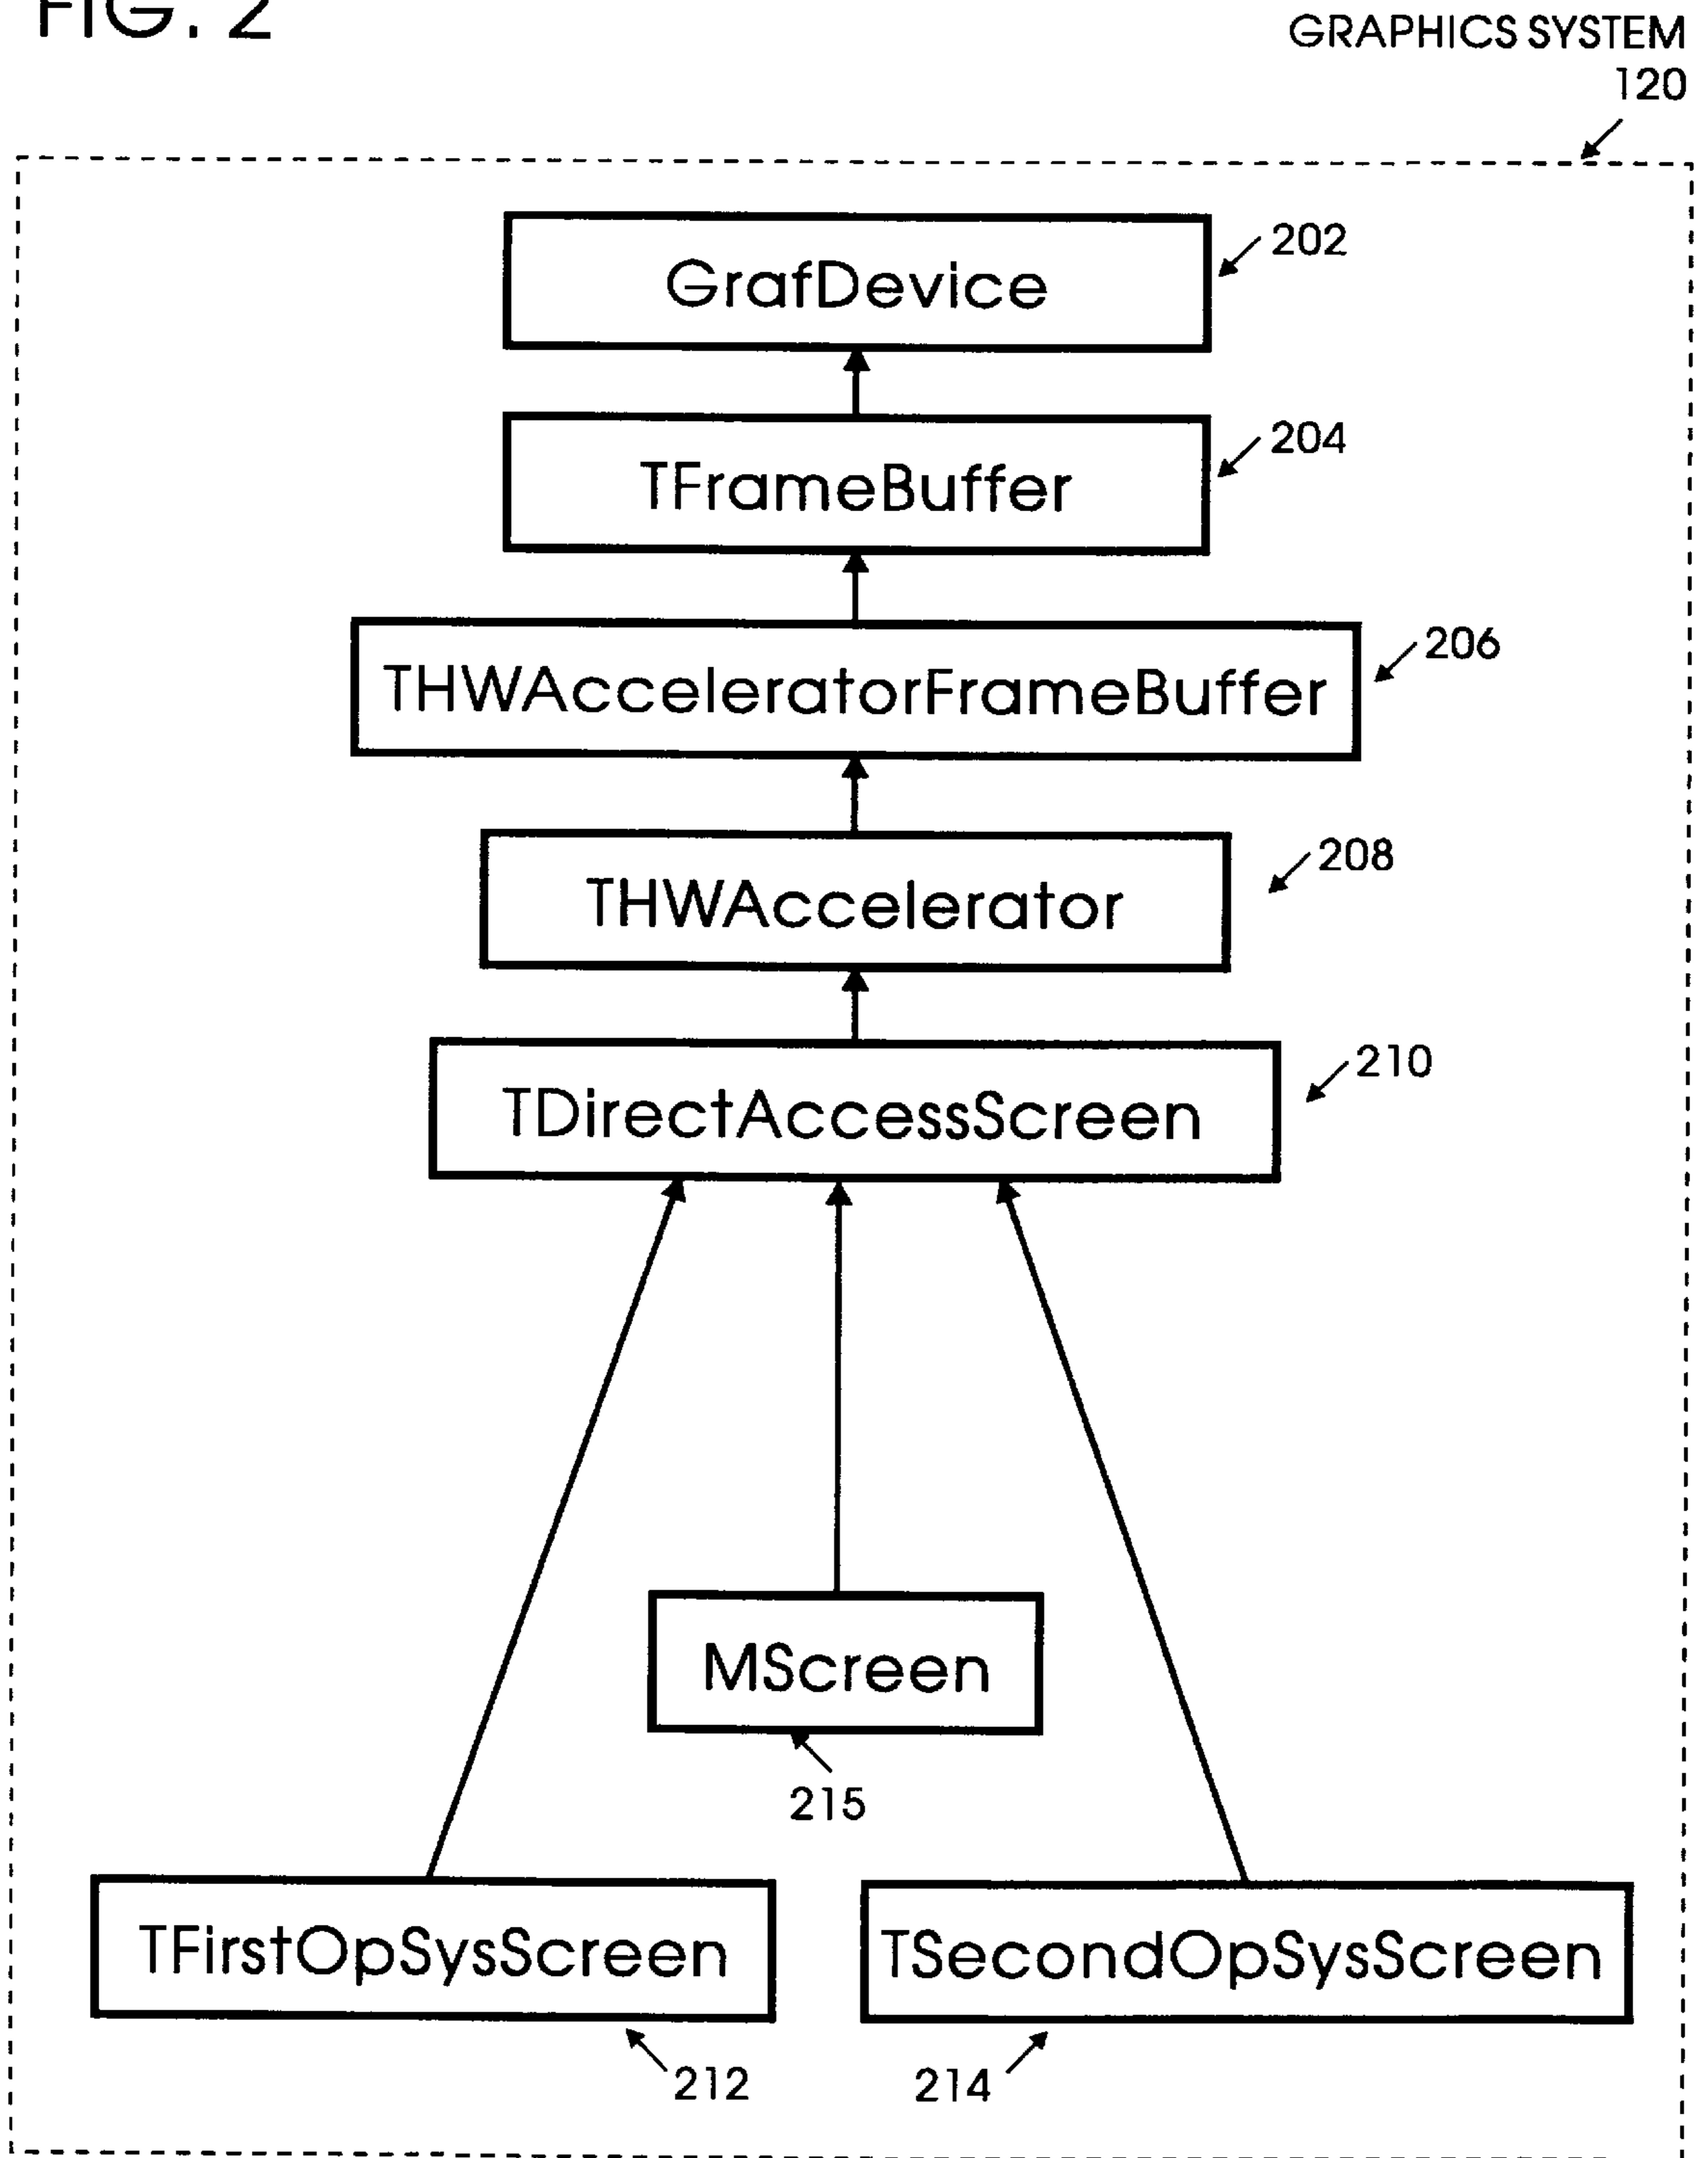 FIG. 2
GRAPHICS SYSTEM
120
GrafDevice
202
TFrameBuffer
204
THWAcceleratorFrameBuffer
206
THWAccelerator
208
TDirectAccessScreen
210
MScreen
215
TFirstOpSysScreen
TSecondOpSysScreen
212
214